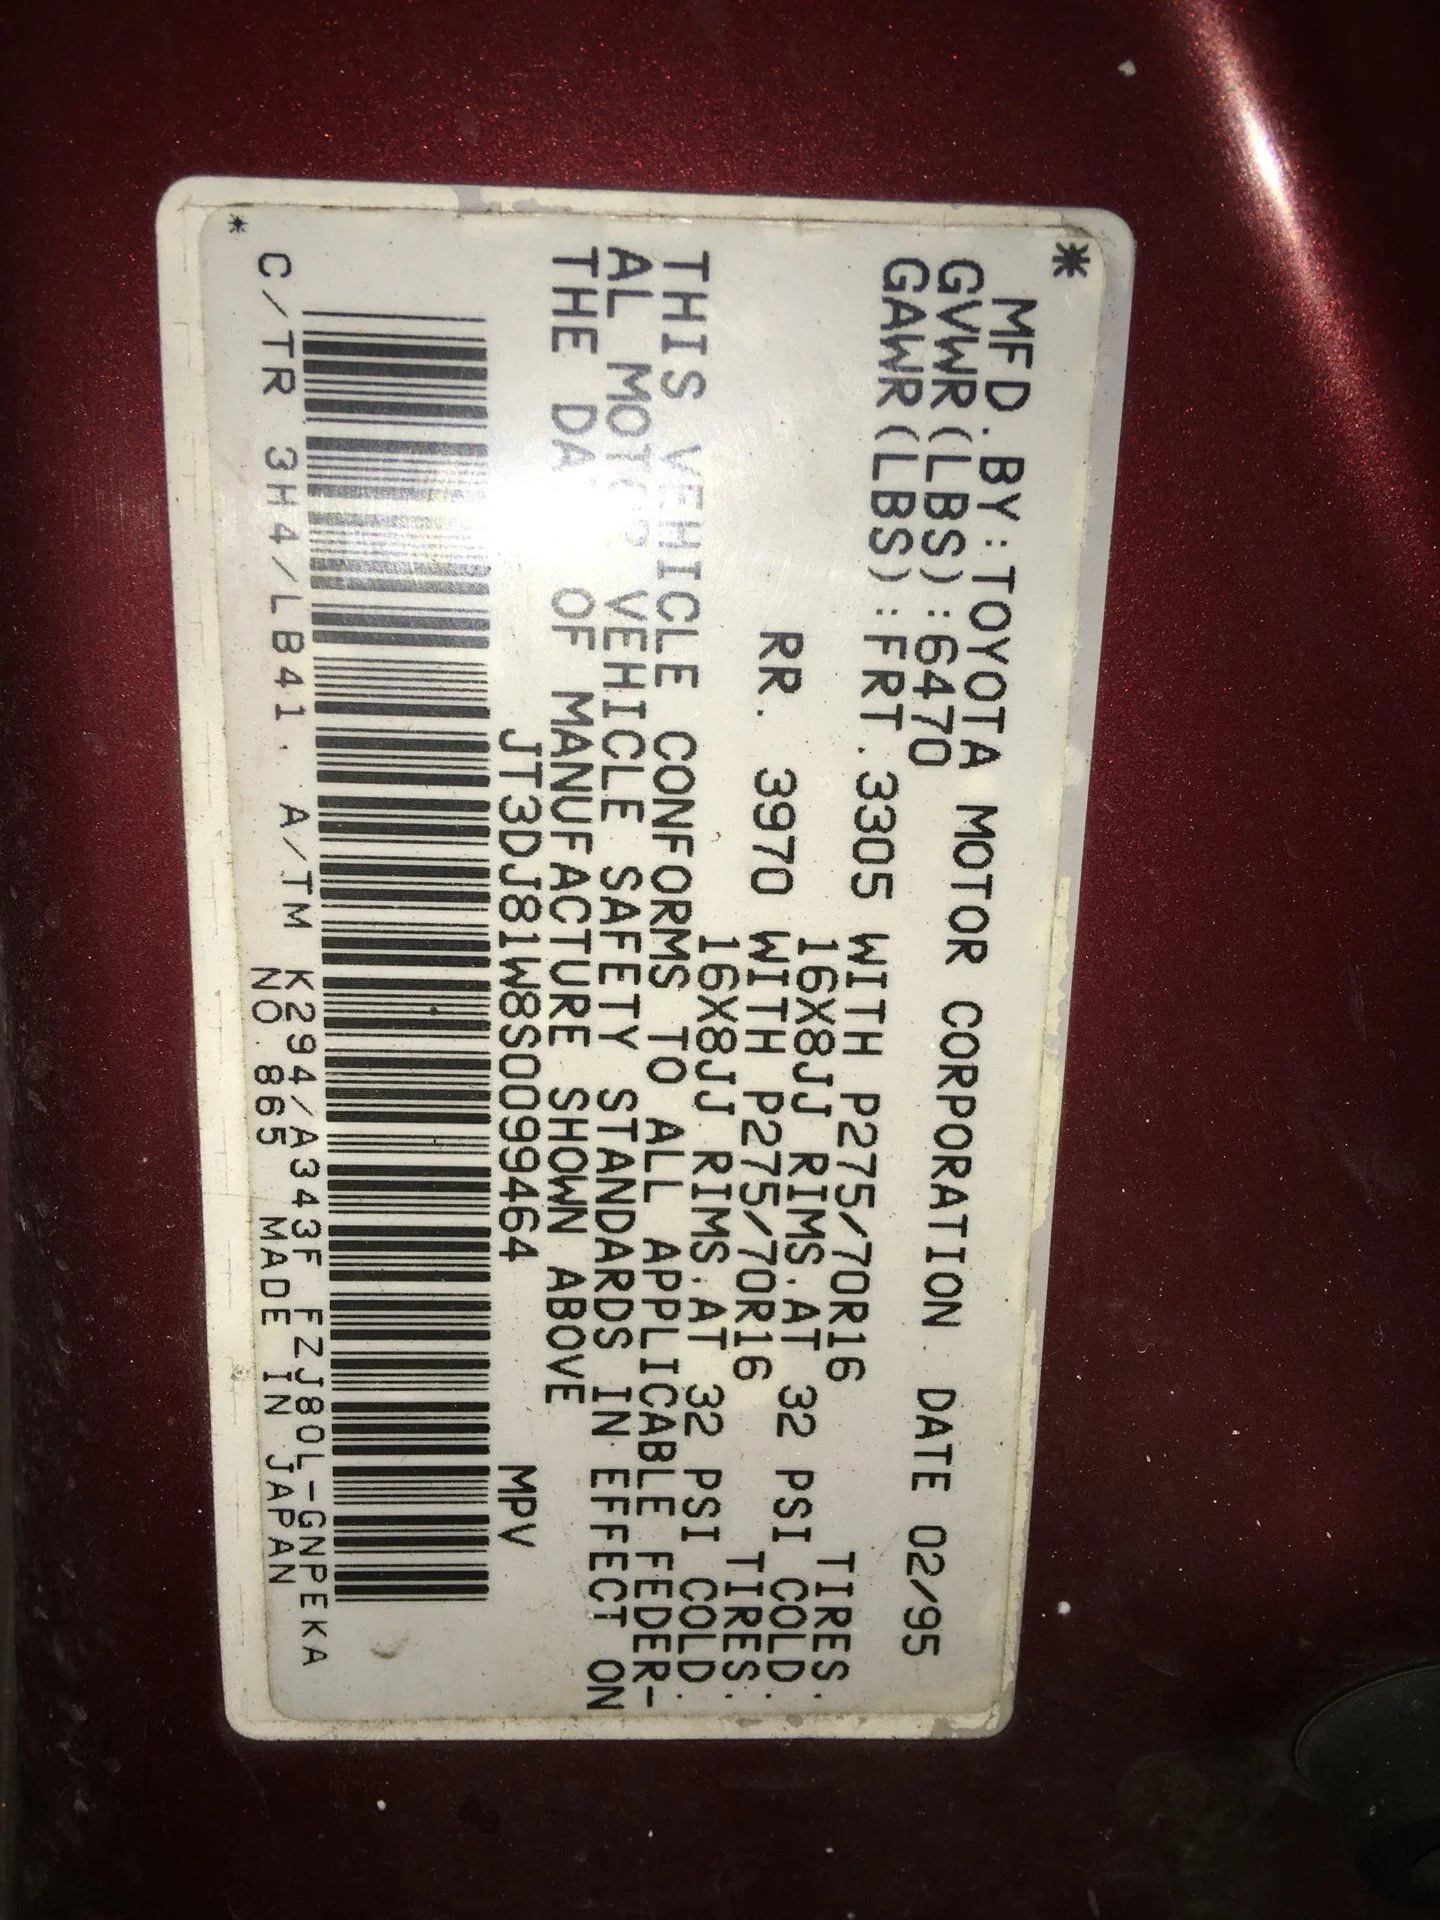 *
MFD.BY:TOYOTA MOTOR CORPORATION DATE 02/95
GVWR(LBS):6470
GAWR(LBS):FRT.3305 WITH P275/70R16 TIRES.
16X8JJ RIMS.AT 32 PSI COLD.
RR. 3970 WITH P275/70R16 TIRES.
16X8JJ RIMS.AT 32 PSI COLD.
THIS VEHICLE CONFORMS TO ALL APPLICABLE FEDER-
AL MOTOR VEHICLE SAFETY STANDARDS IN EFFECT ON
THE DA OF MANUFACTURE SHOWN ABOVE
JT3DJ81W8S0099464 MPV
C/TR 3H4/LB41. A/TM K294/A343F FZJ80L-GNPEKA
* NO.865 MADE IN JAPAN